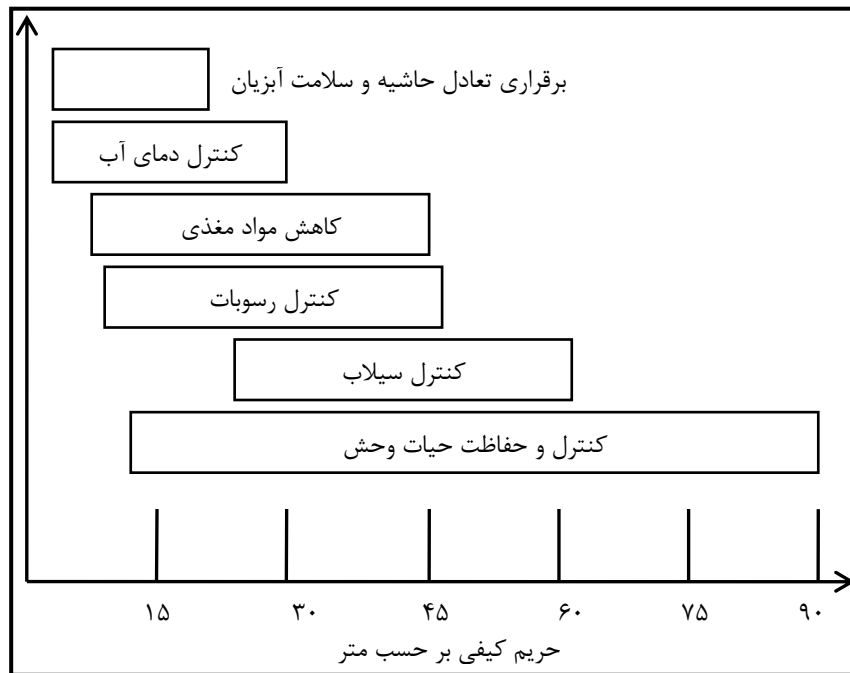 برقراری تعادل حاشیه و سلامت آبزیان
کنترل دمای آب
کاهش مواد مغذی
کنترل رسوبات
کنترل سیلاب
کنترل و حفاظت حیات وحش
۱۵ ۳۰ ۴۵ ۶۰ ۷۵ ۹۰
حریم کیفی بر حسب متر